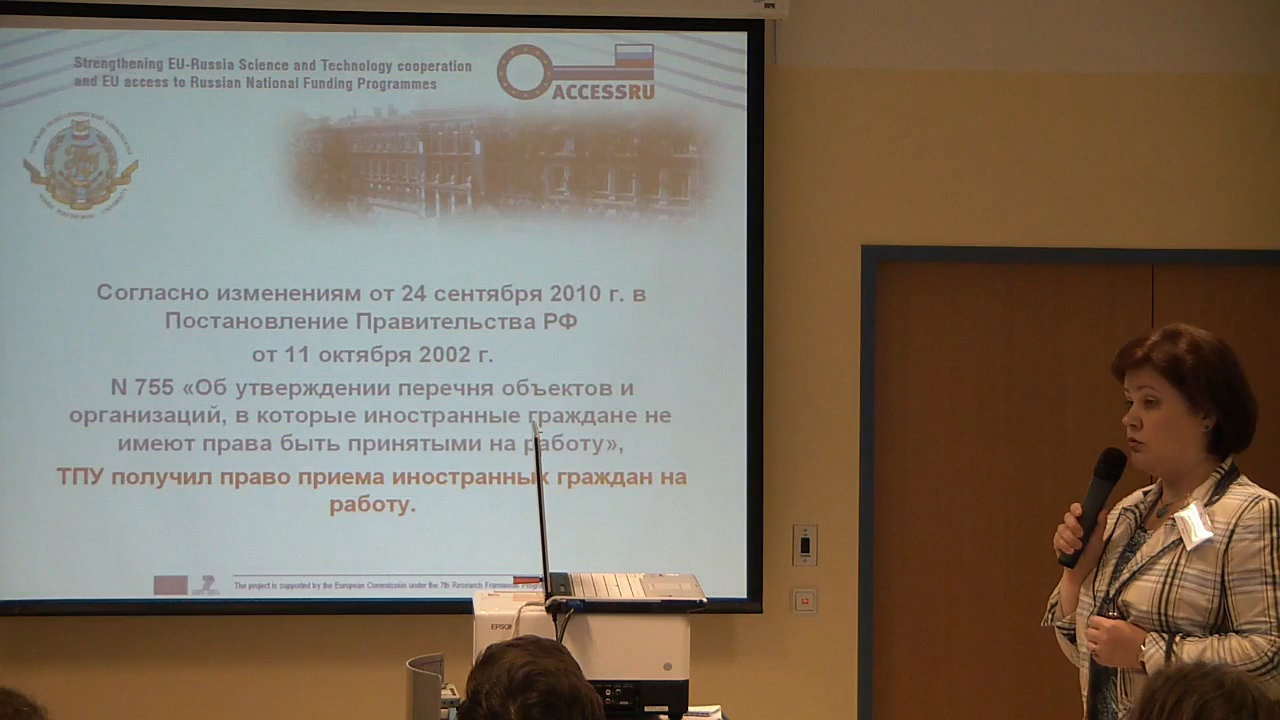 Strengthening EU-Russia Science and Technology cooperation
and EU access to Russian National Funding Programmes
ACCESSRU
Согласно изменениям от 24 сентября 2010 г. в
Постановление Правительства РФ
от 11 октября 2002 г.
N 755 «Об утверждении перечня объектов и
организаций, в которые иностранные граждане не
имеют права быть принятыми на работу»,
ТПУ получил право приема иностранных граждан на
работу.
The project is supported by the European Commission under the 7th Research Framework
EPSON